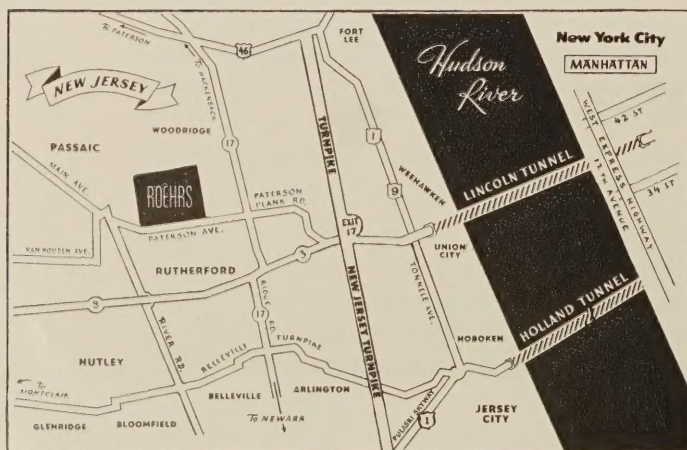 NEW JERSEY
To PATERSON
To HACKENSACK
46
FORT
LEE
Hudson
River
New York City
MANHATTAN
42 ST
34 ST
WEST EXPRESS HIGHWAY
12TH AVENUE
WOODRIDGE
PASSAIC
MAIN AVE.
ROEHRS
17
PATERSON
PLANK RD.
PATERSON AVE.
VAN HOUTEN AVE.
RUTHERFORD
TURNPIKE
1
9
WEEHAWKEN
LINCOLN TUNNEL
EXIT
17
UNION
CITY
3
3
NEW JERSEY TURNPIKE
TONNELE AVE.
HOLLAND TUNNEL
HOBOKEN
RIDGE RD.
17
RIVER RD.
NUTLEY
BELLEVILLE TURNPIKE
To
MONTCLAIR
BELLEVILLE
ARLINGTON
GLENRIDGE
BLOOMFIELD
To NEWARK
PULASKI SKYWAY
1
JERSEY
CITY